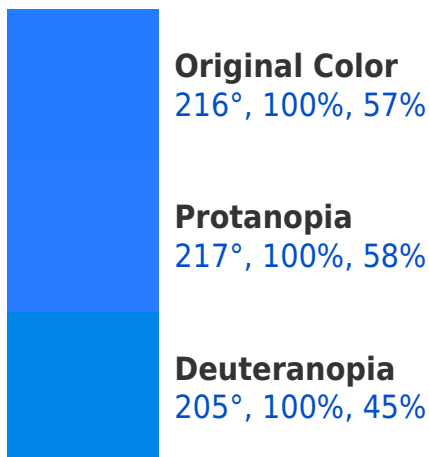 Original Color
216°, 100%, 57%
Protanopia
217°, 100%, 58%
Deuteranopia
205°, 100%, 45%